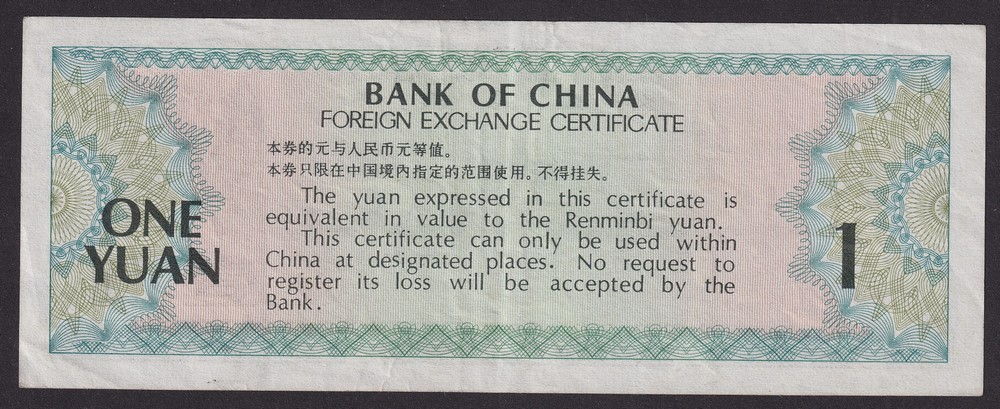 BANK OF CHINA
FOREIGN EXCHANGE CERTIFICATE
本券的元与人民币元等值。
本券只限在中国境内指定的范围使用。不得挂失。
The yuan expressed in this certificate is
equivalent in value to the Renminbi yuan.
This certificate can only be used within
China at designated places. No request to
register its loss will be accepted by the
Bank.
ONE
YUAN
1